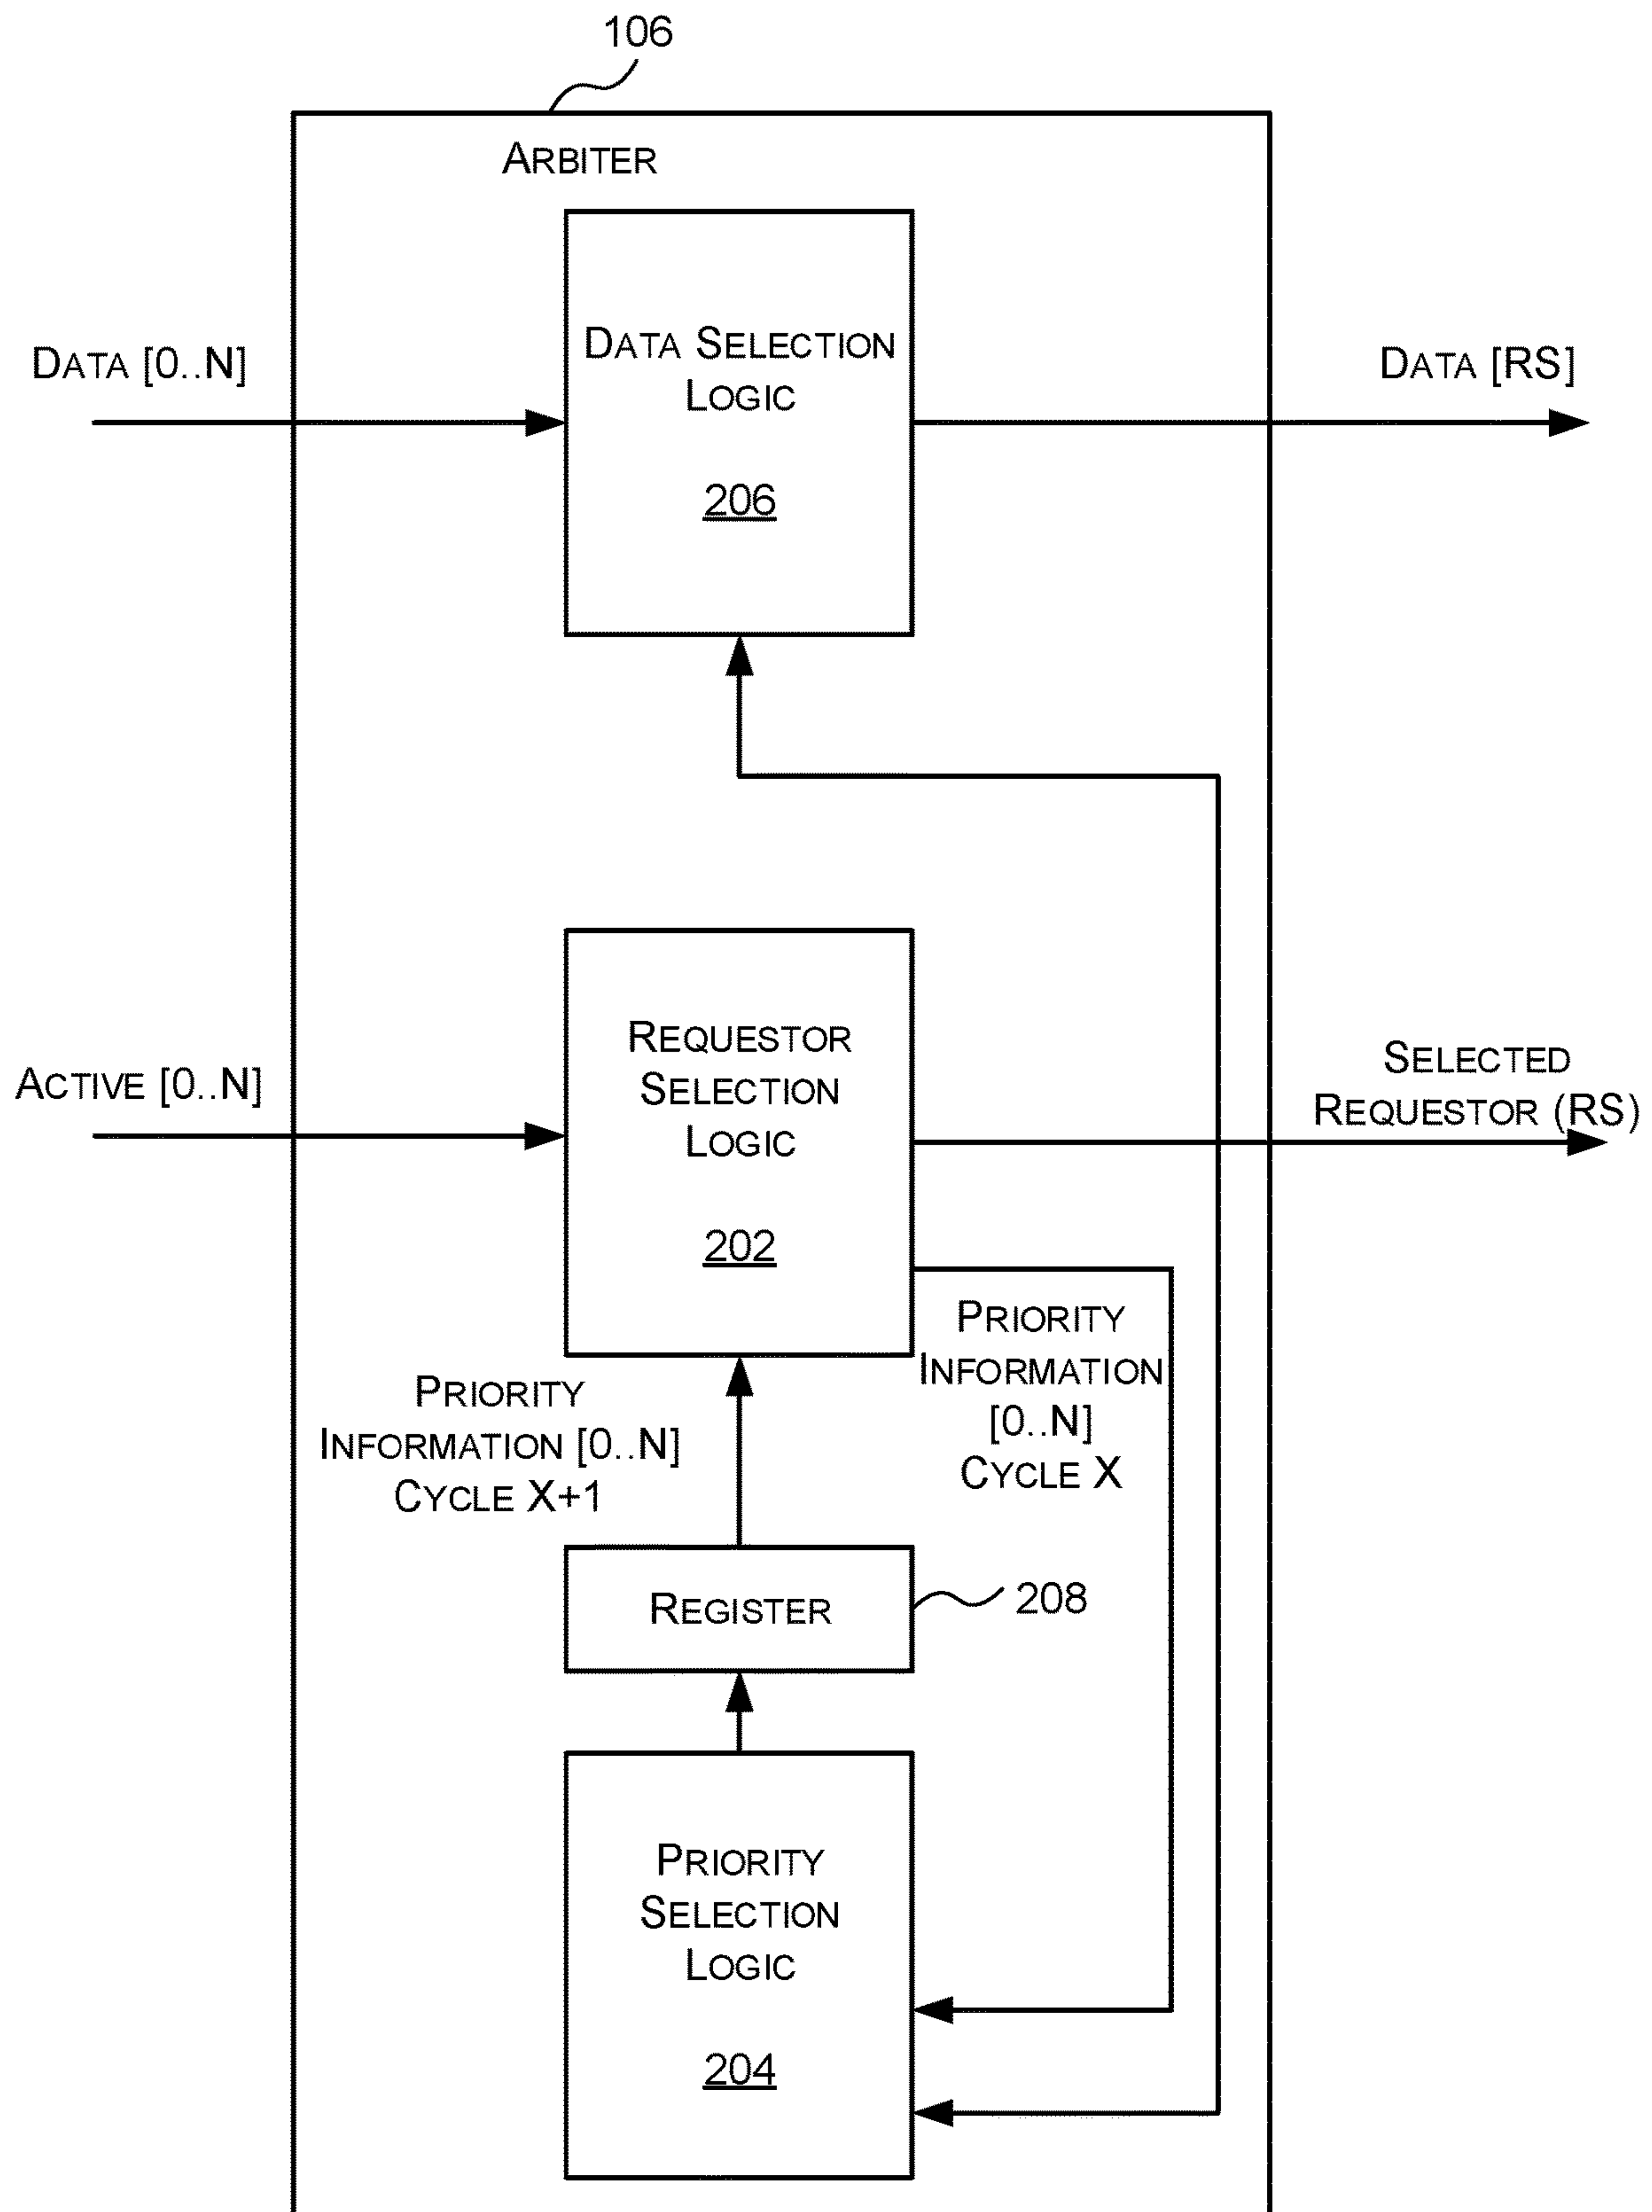 106
ARBITER
DATA SELECTION
LOGIC
206
DATA [0..N]
DATA [RS]
REQUESTOR
SELECTION
LOGIC
202
ACTIVE [0..N]
SELECTED
REQUESTOR (RS)
PRIORITY
INFORMATION
[0..N]
CYCLE X
PRIORITY
INFORMATION [0..N]
CYCLE X+1
REGISTER
208
PRIORITY
SELECTION
LOGIC
204